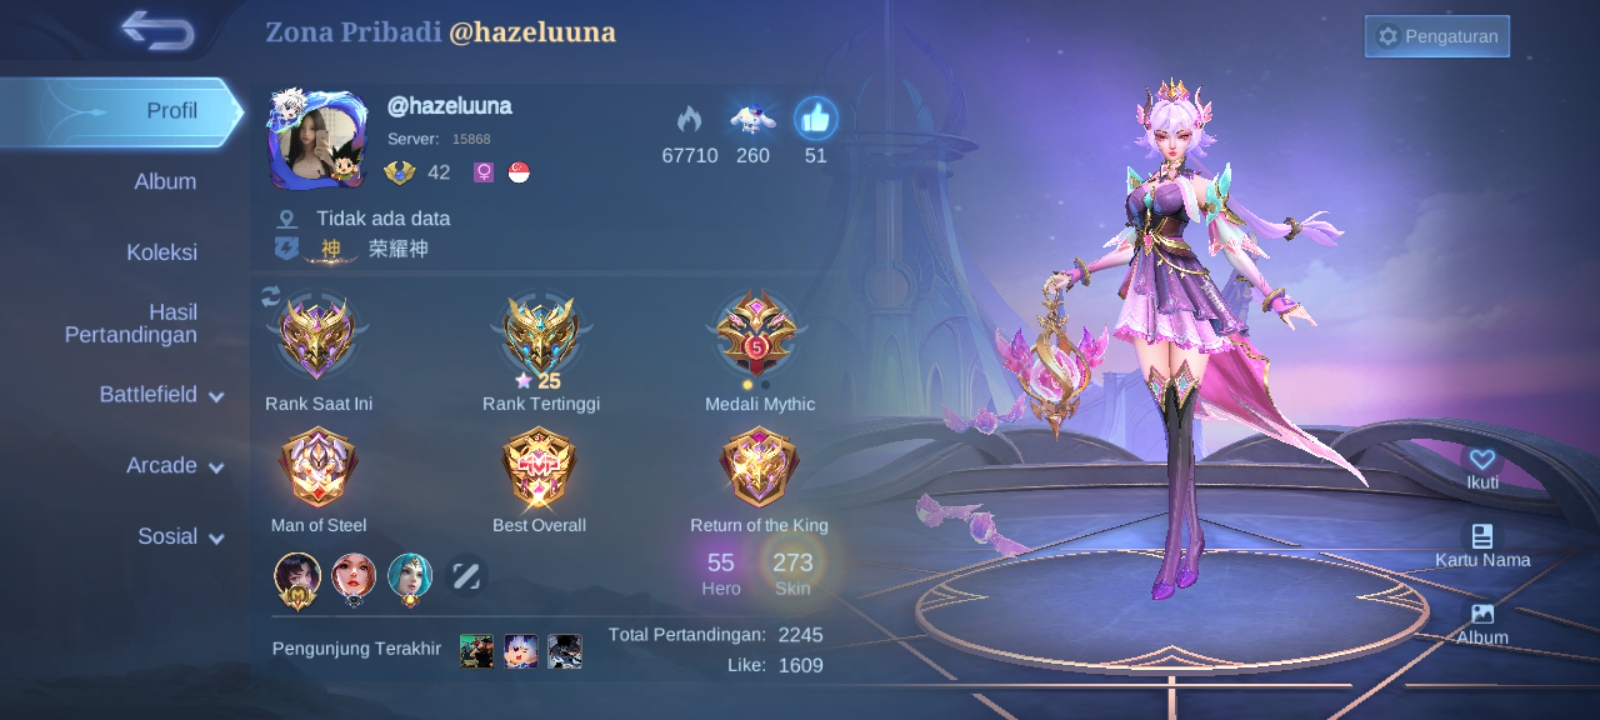 Zona Pribadi @hazeluuna
Pengaturan
Profil
Album
Koleksi
Hasil
Pertandingan
Battlefield
Arcade
Sosial
@hazeluuna
Server: 15868
42
67710 260 51
Tidak ada data
神 荣耀神
25
5
Rank Saat Ini
Rank Tertinggi
Medali Mythic
MVP
Man of Steel
Best Overall
Return of the King
M
55
Hero
273
Skin
Pengunjung Terakhir
Total Pertandingan: 2245
Like: 1609
Ikuti
Kartu Nama
Album